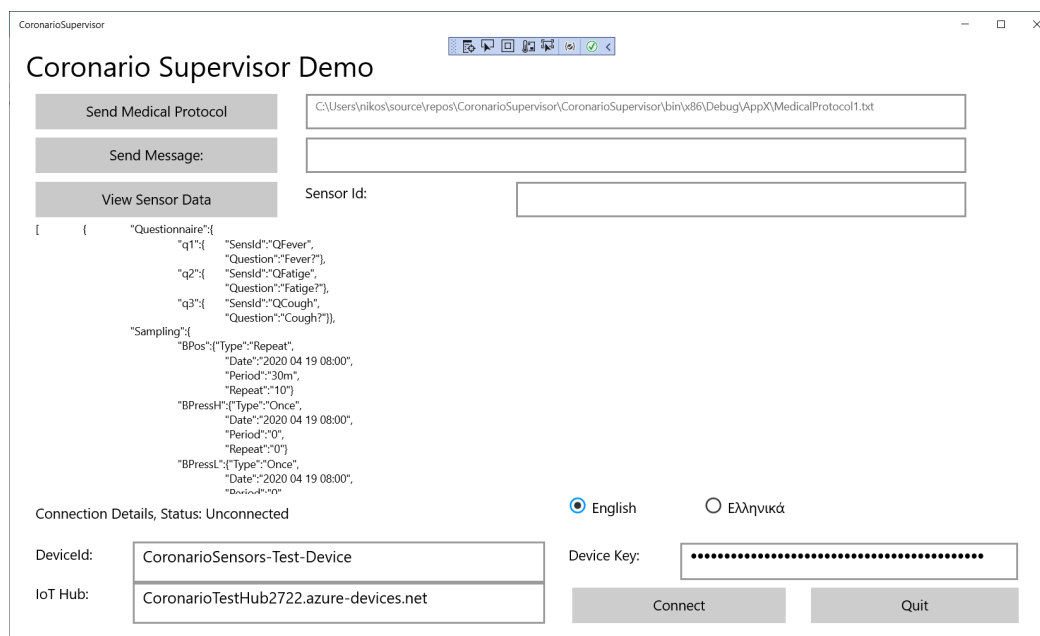 CoronarioSupervisor
Coronario Supervisor Demo
Send Medical Protocol
C:\Users\nikos\source\repos\CoronarioSupervisor\CoronarioSupervisor\bin\x86\Debug\AppX\MedicalProtocol1.txt
Send Message:
View Sensor Data
Sensor Id:
[ { "Questionnaire":{
"q1":{ "SensId":"QFever",
"Question":"Fever?"},
"q2":{ "SensId":"QFatige",
"Question":"Fatige?"},
"q3":{ "SensId":"QCough",
"Question":"Cough?"}},
"Sampling":{
"BPos":{"Type":"Repeat",
"Date":"2020 04 19 08:00",
"Period":"30m",
"Repeat":"10"}
"BPressH":{"Type":"Once",
"Date":"2020 04 19 08:00",
"Period":"0",
"Repeat":"0"}
"BPressL":{"Type":"Once",
"Date":"2020 04 19 08:00",
"Period":"0"
English
Ελληνικά
Connection Details, Status: Unconnected
DeviceId:
CoronarioSensors-Test-Device
Device Key:
IoT Hub:
CoronarioTestHub2722.azure-devices.net
Connect
Quit